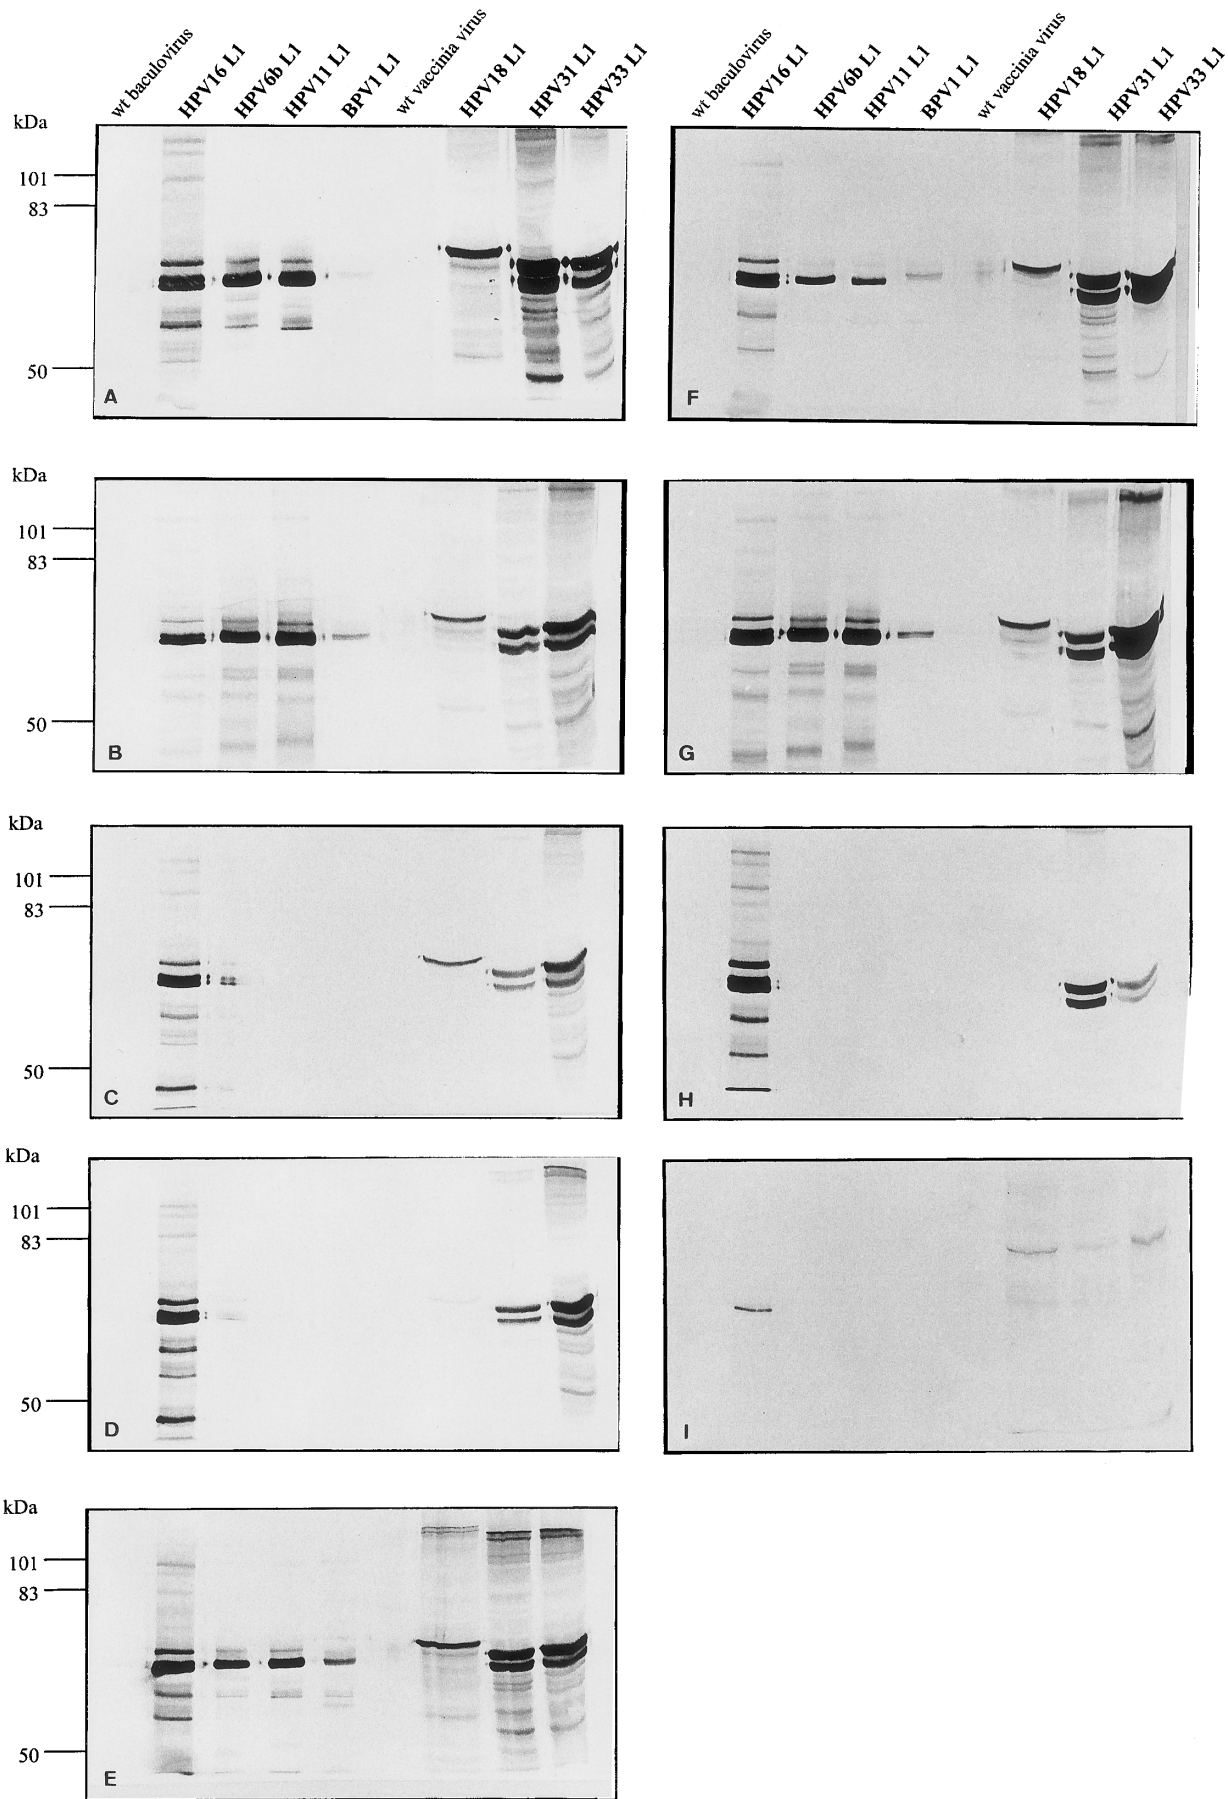 wt baculovirus
HPV16 L1
HPV6b L1
HPV11 L1
BPV1 L1
wt vaccinia virus
HPV18 L1
HPV31 L1
HPV33 L1
wt baculovirus
HPV16 L1
HPV6b L1
HPV11 L1
BPV1 L1
wt vaccinia virus
HPV18 L1
HPV31 L1
HPV33 L1
kDa
101
83
50
A
F
kDa
101
83
50
B
G
kDa
101
83
50
C
H
kDa
101
83
50
D
I
kDa
101
83
50
E